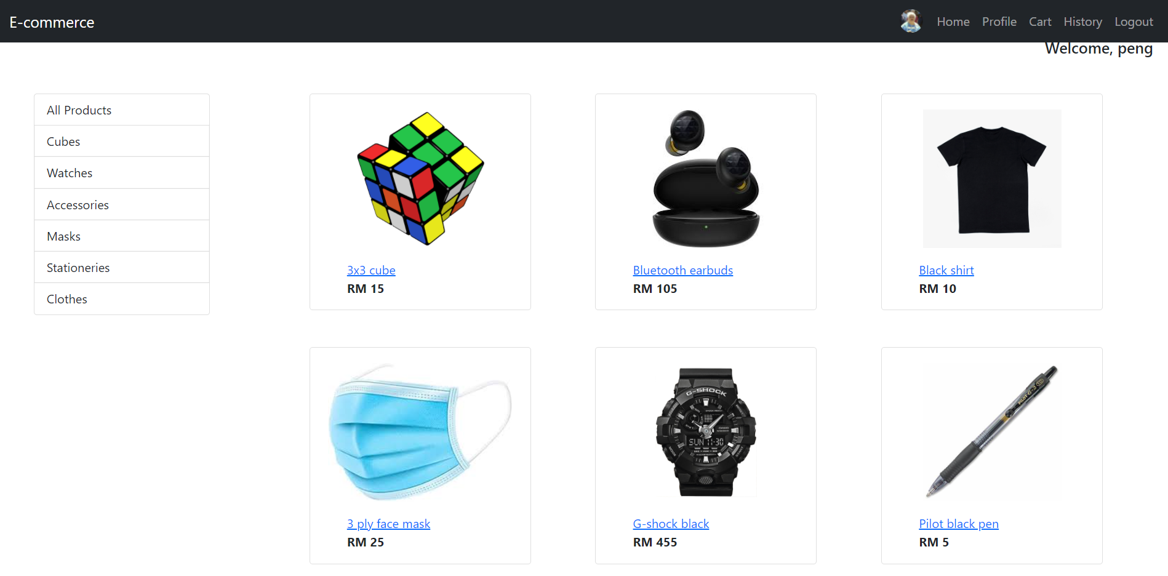 E-commerce
Home Profile Cart History Logout
Welcome, peng
All Products
Cubes
Watches
Accessories
Masks
Stationeries
Clothes
3x3 cube
RM 15
Bluetooth earbuds
RM 105
Black shirt
RM 10
G-SHOCK
SUN 11:30
3 ply face mask
RM 25
G-shock black
RM 455
Pilot black pen
RM 5